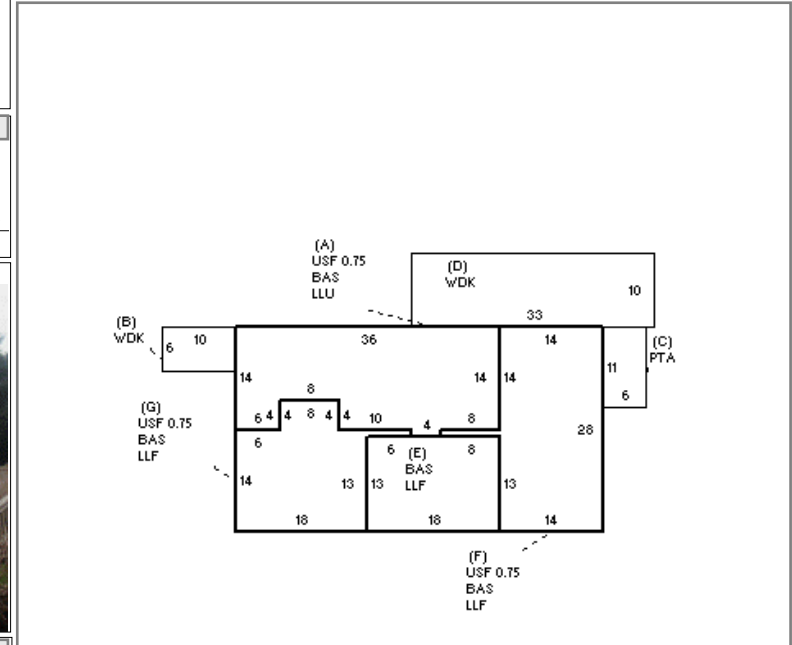 (A)
USF 0.75
BAS
LLU
(D)
WDK
10
33
(B)
WDK
6
10
36
14
(C)
PTA
11
6
14
14
14
8
(G)
USF 0.75
BAS
LLF
6
4
4
8
4
4
10
4
8
28
6
6
(E)
BAS
LLF
8
14
13
13
13
18
18
14
(F)
USF 0.75
BAS
LLF